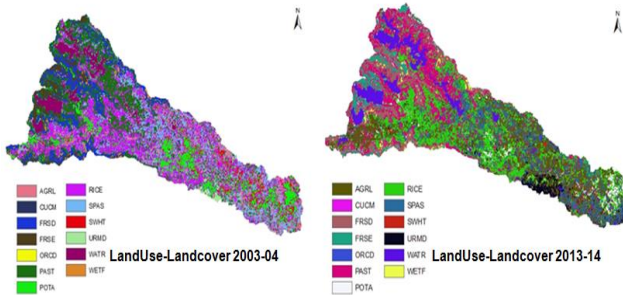 N
N
AGRL
CUCM
FRSD
FRSE
ORCD
PAST
POTA
RICE
SPAS
SWHT
URMD
WATR
WETF
LandUse-Landcover 2003-04
AGRL
CUCM
FRSD
FRSE
ORCD
PAST
POTA
RICE
SPAS
SWHT
URMD
WATR
WETF
LandUse-Landcover 2013-14